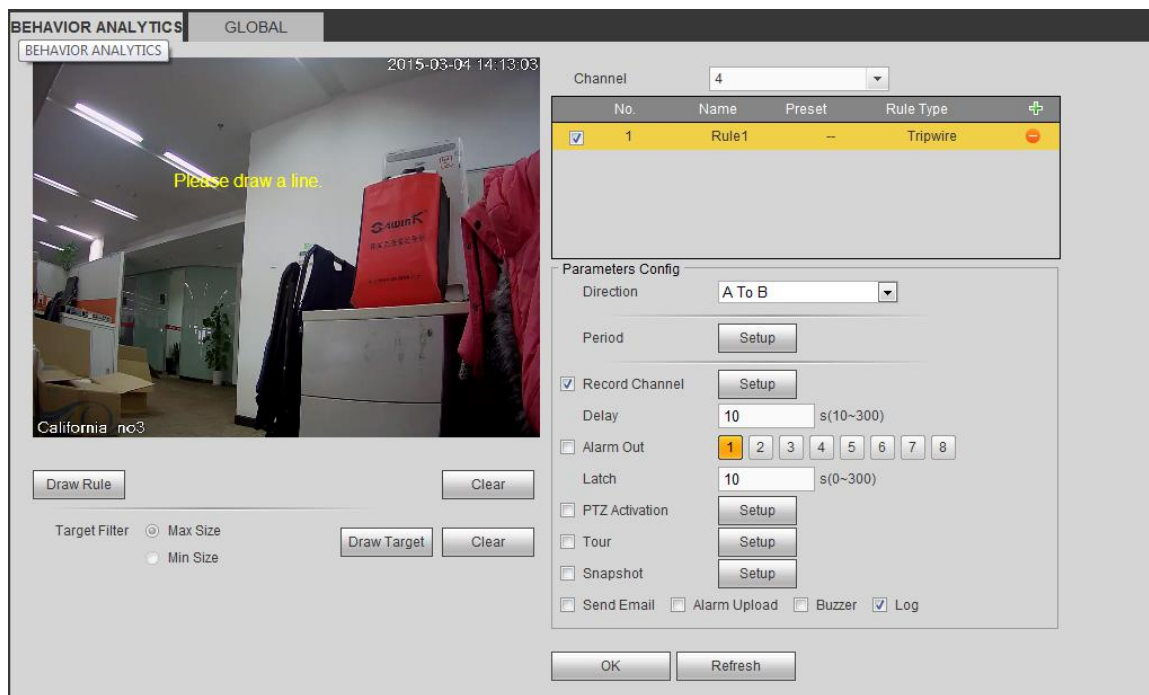 BEHAVIOR ANALYTICS GLOBAL
BEHAVIOR ANALYTICS
2015-03-04 14:13:03
Please draw a line.
California no3
Draw Rule Clear
Target Filter Max Size
Min Size
Draw Target Clear
Channel 4
No. Name Preset Rule Type
1 Rule1 -- Tripwire
Parameters Config
Direction A To B
Period Setup
Record Channel Setup
Delay 10 s(10~300)
Alarm Out 1 2 3 4 5 6 7 8
Latch 10 s(0~300)
PTZ Activation Setup
Tour Setup
Snapshot Setup
Send Email Alarm Upload Buzzer Log
OK Refresh